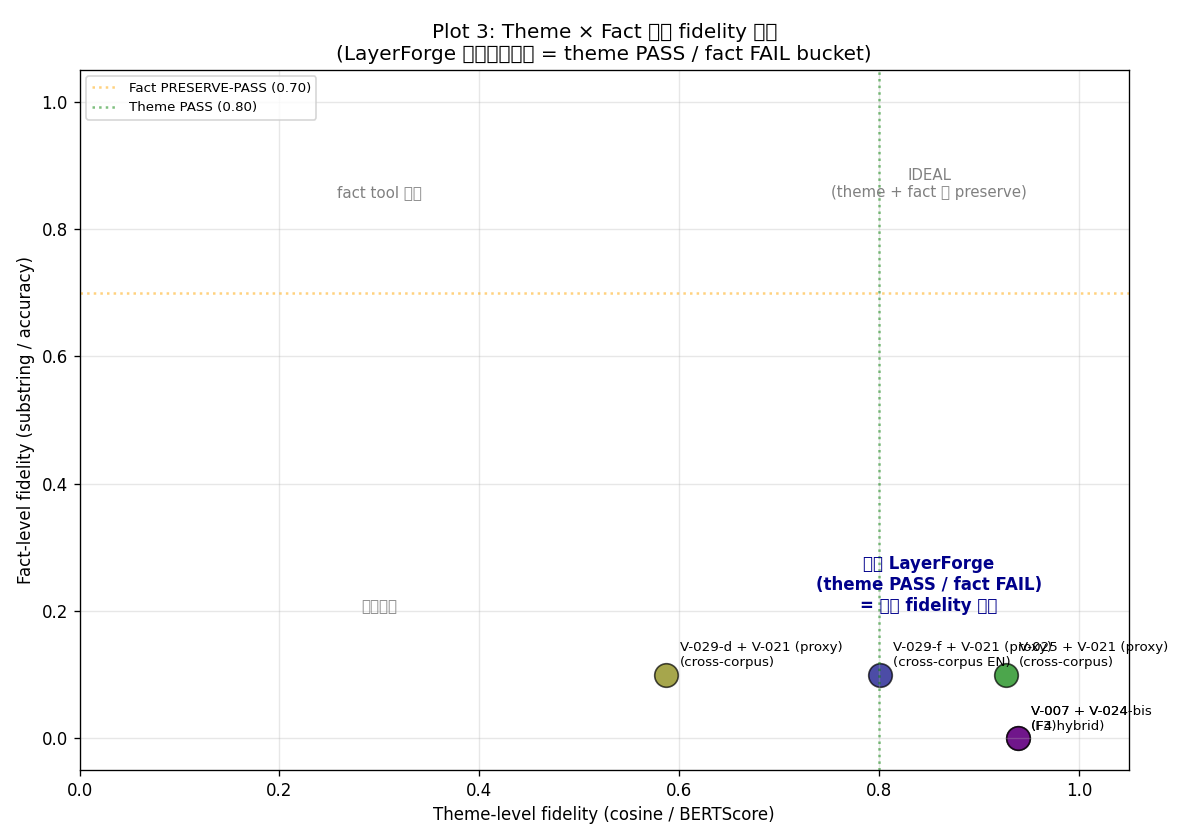 Plot 3: Theme × Fact fidelity
(LayerForge = theme PASS / fact FAIL bucket)
Fact PRESERVE-PASS (0.70)
Theme PASS (0.80)
1.0
0.8
0.6
0.4
0.2
0.0
Fact-level fidelity (substring / accuracy)
fact tool
IDEAL
(theme + fact preserve)
LayerForge
(theme PASS / fact FAIL)
= fidelity
V-029-d + V-021 (proxy)
(cross-corpus)
V-029-f + V-021 (proxy)
(cross-corpus EN)
V-025 + V-021 (proxy)
(cross-corpus)
V-007 + V-024-bis
0.0
0.2
0.4
0.6
0.8
1.0
Theme-level fidelity (cosine / BERTScore)